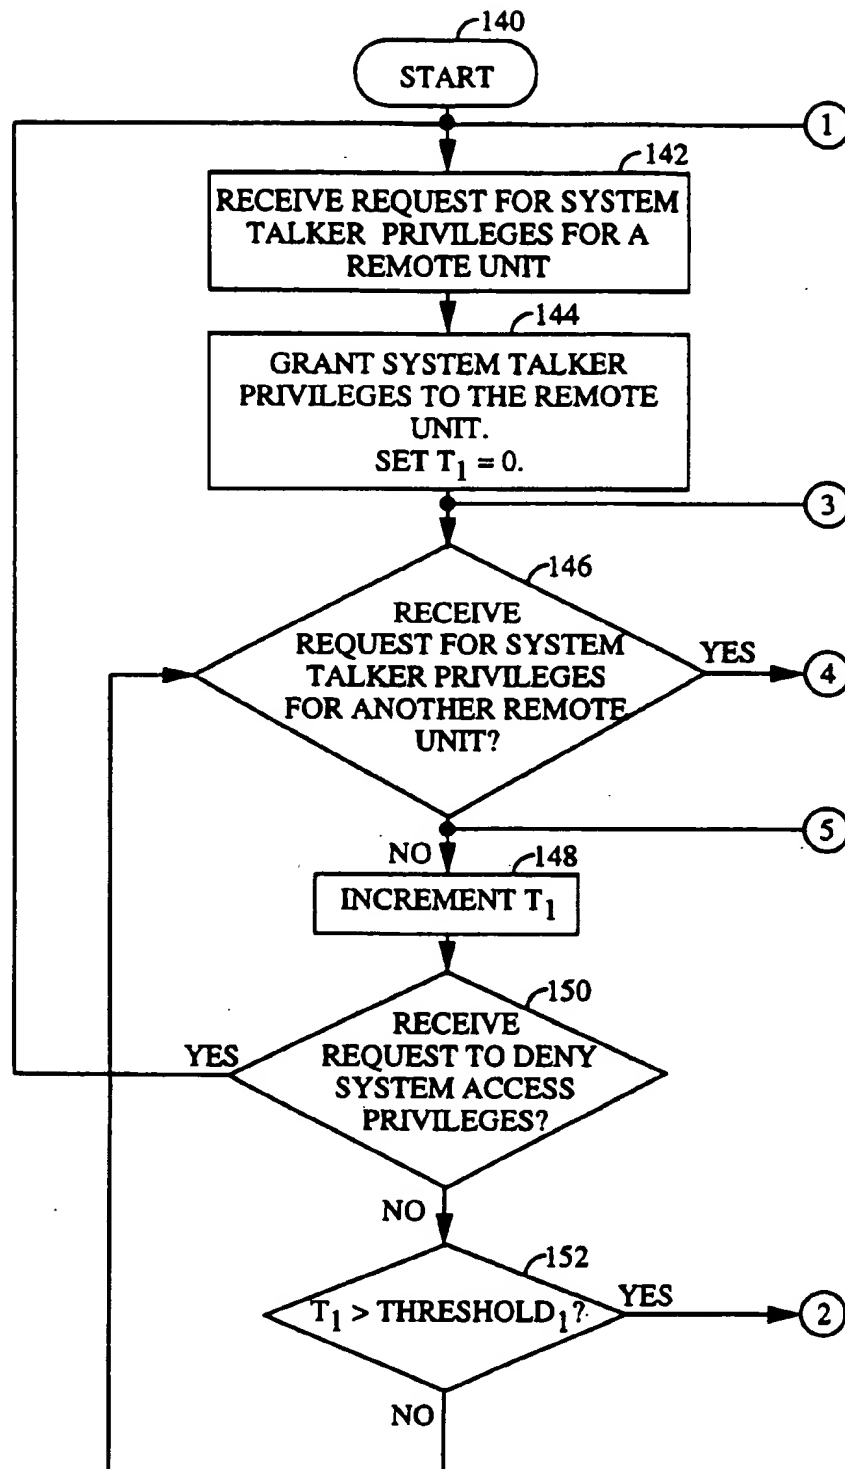 140
START
1
142
RECEIVE REQUEST FOR SYSTEM
TALKER PRIVILEGES FOR A
REMOTE UNIT
144
GRANT SYSTEM TALKER
PRIVILEGES TO THE REMOTE
UNIT.
SET T1 = 0.
3
146
RECEIVE
REQUEST FOR SYSTEM
TALKER PRIVILEGES
FOR ANOTHER REMOTE
UNIT?
YES
4
5
NO
148
INCREMENT T1
150
RECEIVE
REQUEST TO DENY
SYSTEM ACCESS
PRIVILEGES?
YES
NO
152
T1 > THRESHOLD1?
YES
2
NO